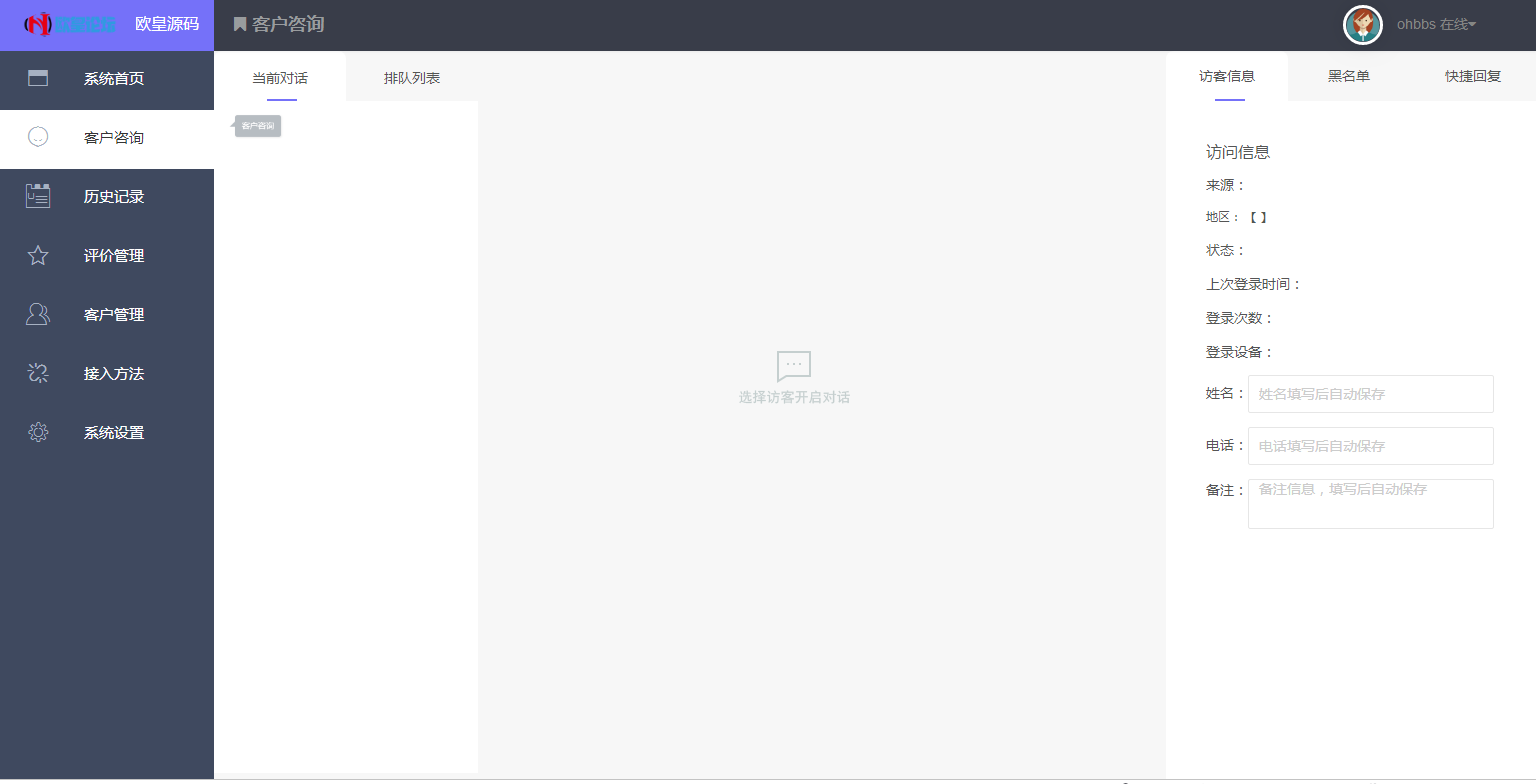 欧皇源码
客户咨询
ohbbs 在线
系统首页
客户咨询
历史记录
评价管理
客户管理
接入方法
系统设置
当前对话
排队列表
客户咨询
选择访客开启对话
访客信息
黑名单
快捷回复
访问信息
来源：
地区： 【 】
状态：
上次登录时间：
登录次数：
登录设备：
姓名： 姓名填写后自动保存
电话： 电话填写后自动保存
备注： 备注信息，填写后自动保存